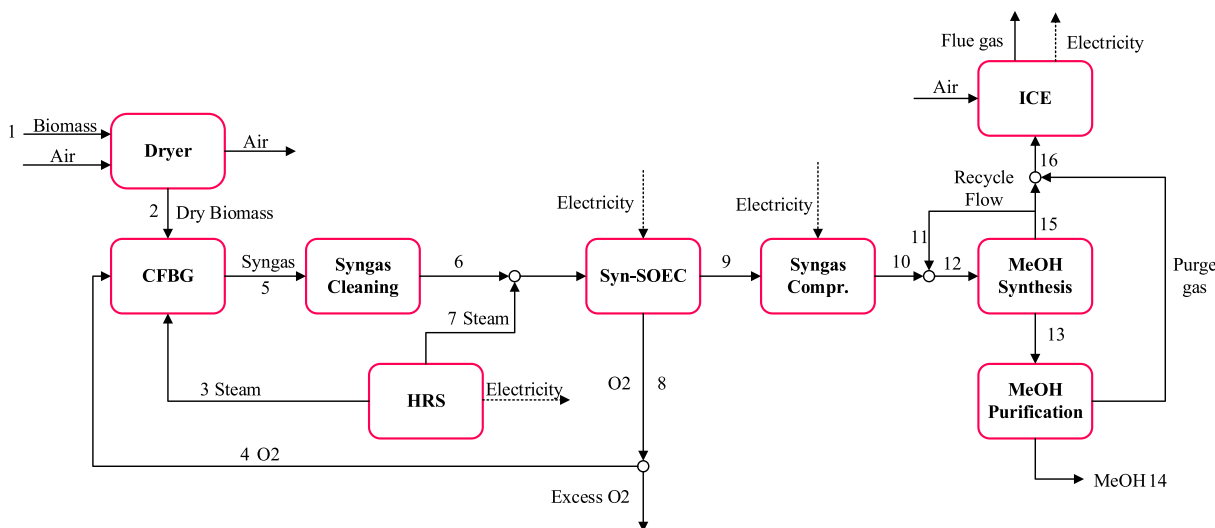 Flue gas
Electricity
Air
ICE
1
Biomass
Air
Dryer
Air
16
Recycle
Flow
2
Dry Biomass
Electricity
Electricity
11
15
CFBG
Syngas
5
Syngas
Cleaning
6
Syn-SOEC
9
Syngas
Compr.
10
12
MeOH
Synthesis
Purge
gas
7 Steam
13
3 Steam
HRS
Electricity
O2
8
MeOH
Purification
4 O2
Excess O2
MeOH 14